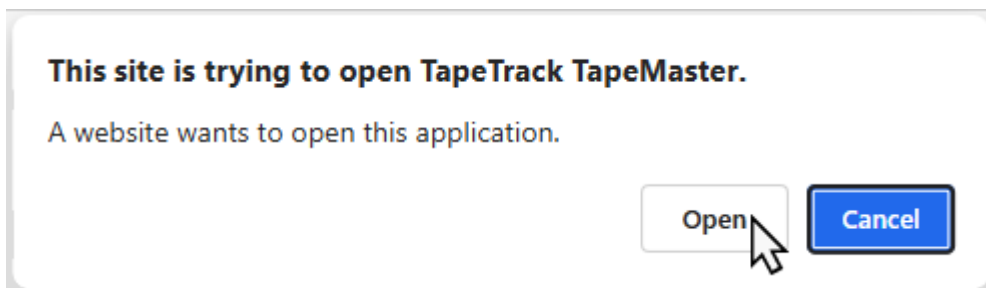 This site is trying to open TapeTrack TapeMaster.
A website wants to open this application.
Open
Cancel